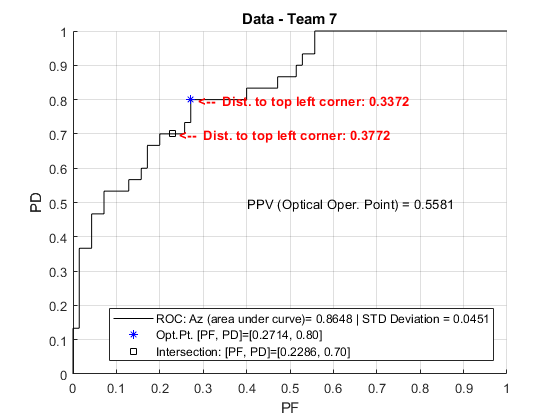 Data - Team 7
1
0.9
0.8
<-- Dist. to top left corner: 0.3372
0.7
<-- Dist. to top left corner: 0.3772
0.6
PD
0.5
PPV (Optical Oper. Point) = 0.5581
0.4
0.3
0.2
ROC: Az (area under curve)= 0.8648 | STD Deviation = 0.0451
0.1
Opt.Pt. [PF, PD]=[0.2714, 0.80]
Intersection: [PF, PD]=[0.2286, 0.70]
0
0 0.1 0.2 0.3 0.4 0.5 0.6 0.7 0.8 0.9 1
PF